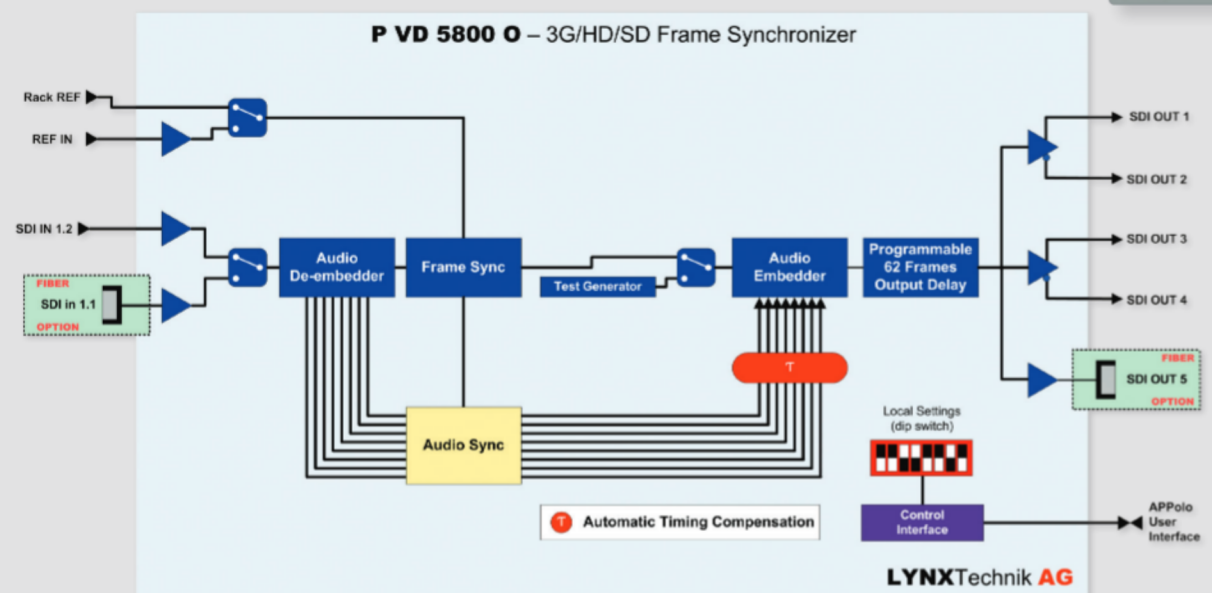 P VD 5800 O – 3G/HD/SD Frame Synchronizer
Rack REF
REF IN
SDI IN 1.2
FIBER
SDI in 1.1
OPTION
Audio
De-embedder
Frame Sync
Test Generator
Audio
Embedder
Programmable
62 Frames
Output Delay
SDI OUT 1
SDI OUT 2
SDI OUT 3
SDI OUT 4
FIBER
SDI OUT 5
OPTION
T
Audio Sync
Local Settings
(dip switch)
T Automatic Timing Compensation
Control
Interface
APPolo
User
Interface
LYNXTechnik AG